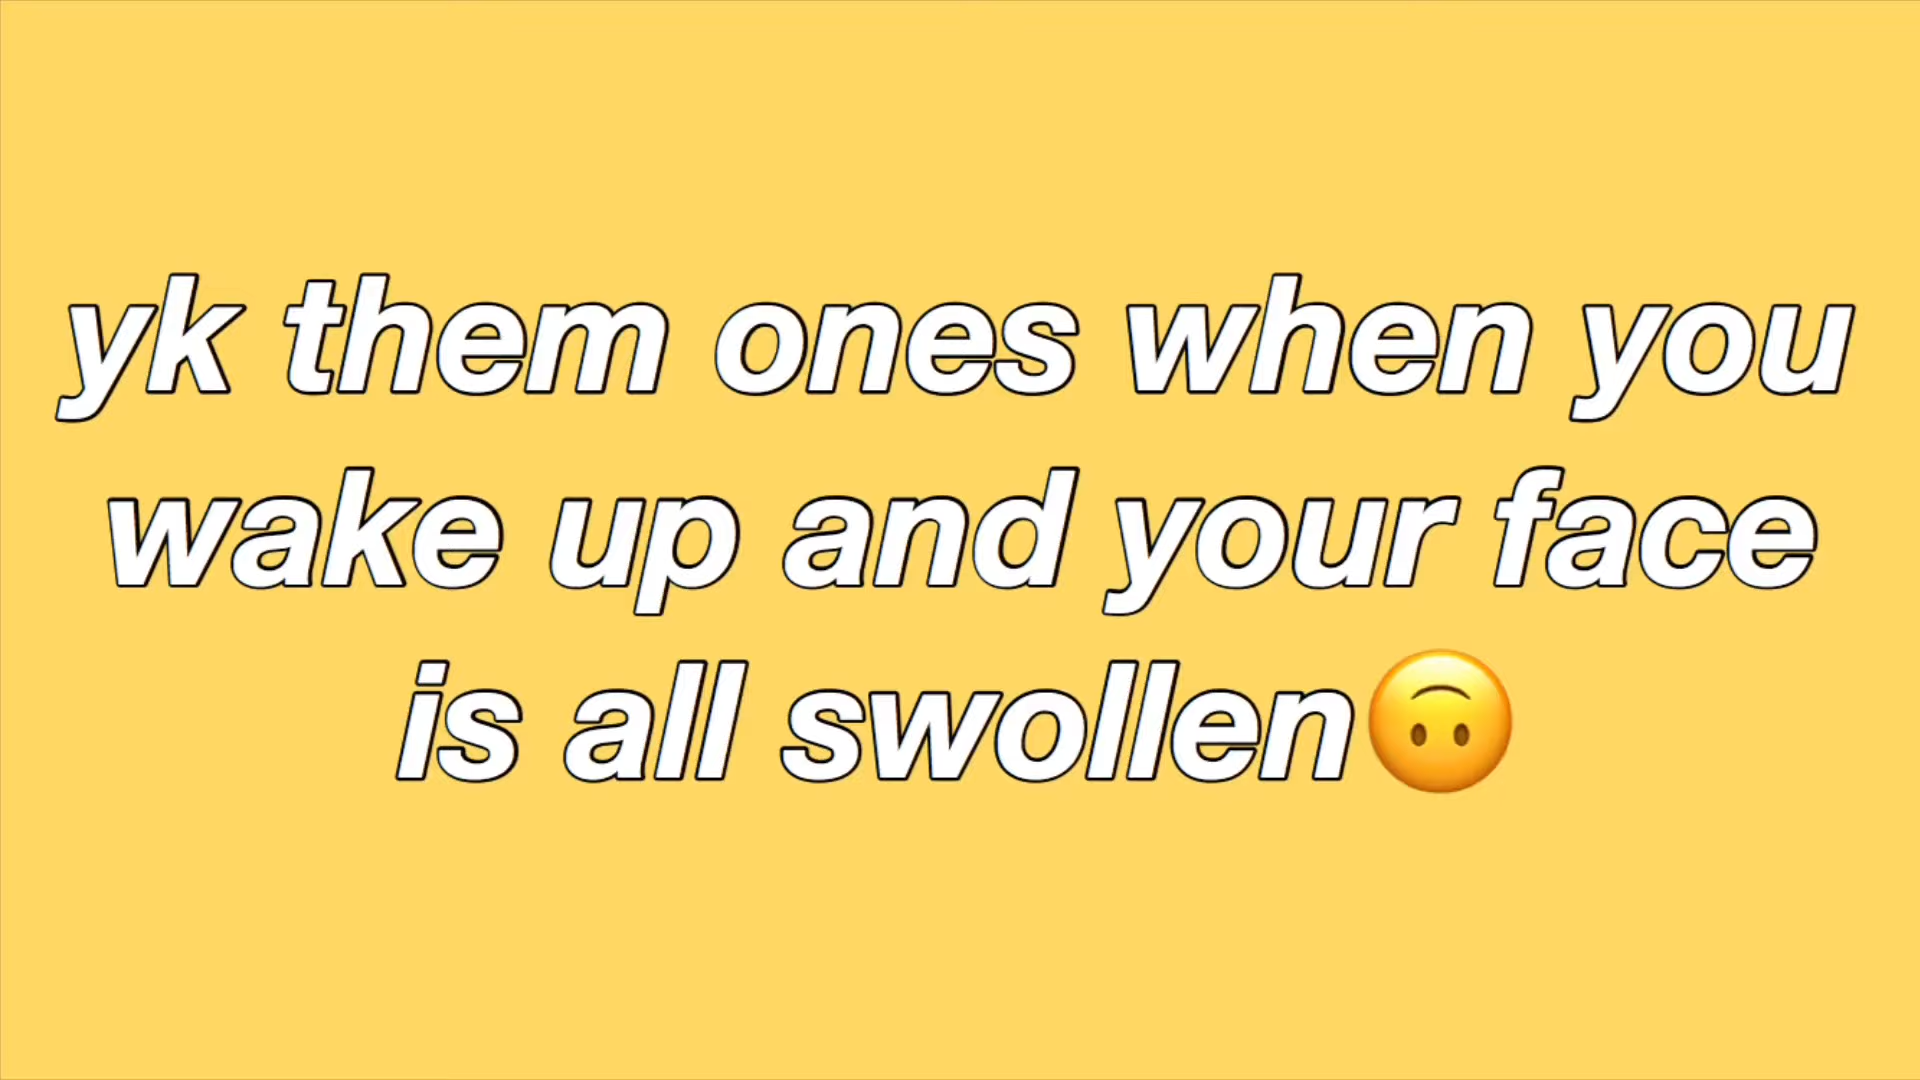 yk them ones when you
wake up and your face
is all swollen🙃